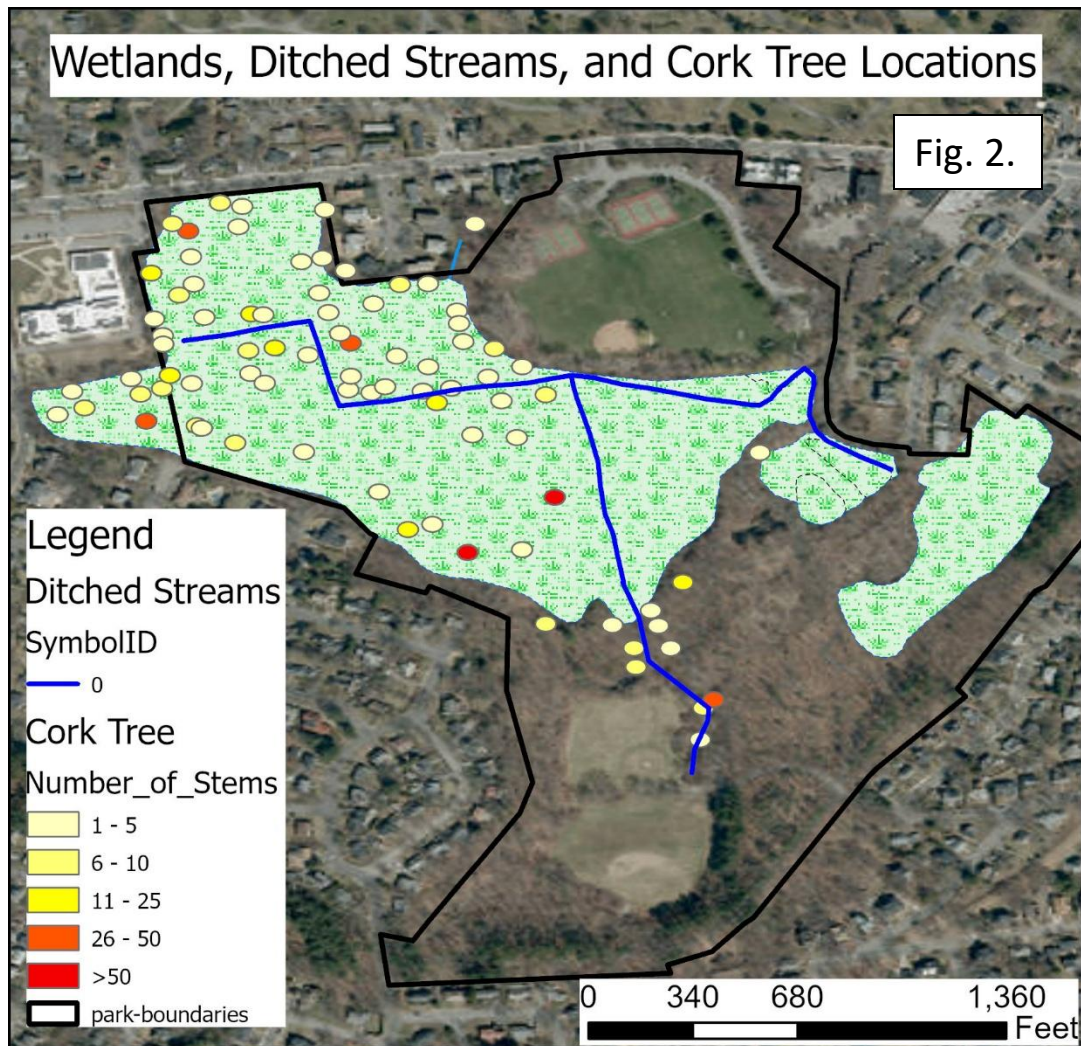 Wetlands, Ditched Streams, and Cork Tree Locations
Fig. 2.
Legend
Ditched Streams
SymbolID
0
Cork Tree
Number_of_Stems
1 - 5
6 - 10
11 - 25
26 - 50
>50
park-boundaries
0 340 680 1,360
Feet